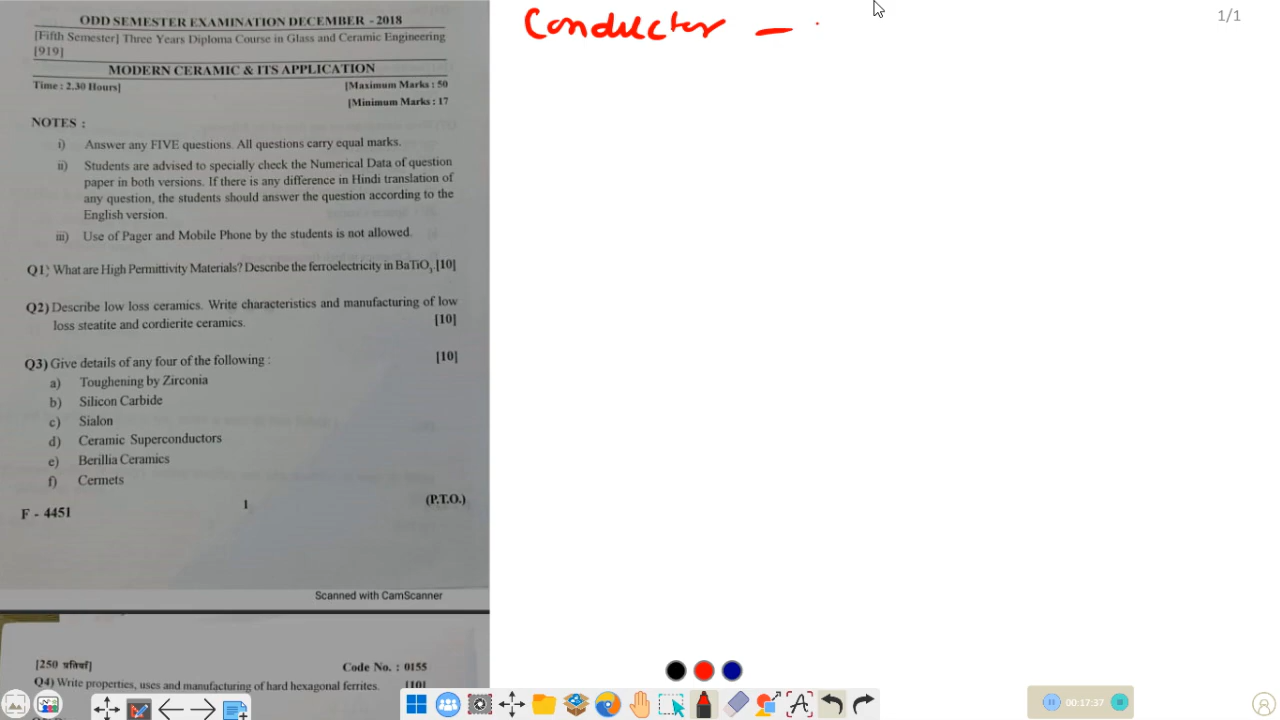 ODD SEMESTER EXAMINATION DECEMBER - 2018
[Fifth Semester] Three Years Diploma Course in Glass and Ceramic Engineering
[919]
MODERN CERAMIC & ITS APPLICATION
Time : 2.30 Hours] [Maximum Marks : 50
[Minimum Marks : 17
NOTES :
i) Answer any FIVE questions. All questions carry equal marks.
ii) Students are advised to specially check the Numerical Data of question
paper in both versions. If there is any difference in Hindi translation of
any question, the students should answer the question according to the
English version.
iii) Use of Pager and Mobile Phone by the students is not allowed.
Q1) What are High Permittivity Materials? Describe the ferroelectricity in BaTiO₃.[10]
Q2) Describe low loss ceramics. Write characteristics and manufacturing of low
loss steatite and cordierite ceramics. [10]
Q3) Give details of any four of the following : [10]
a) Toughening by Zirconia
b) Silicon Carbide
c) Sialon
d) Ceramic Superconductors
e) Berillia Ceramics
f) Cermets
1
(P.T.O.)
F - 4451
Scanned with CamScanner
[250 प्रतियाँ] Code No. : 0155
Q4) Write properties, uses and manufacturing of hard hexagonal ferrites. [10]
Conductor —
1/1
00:17:37